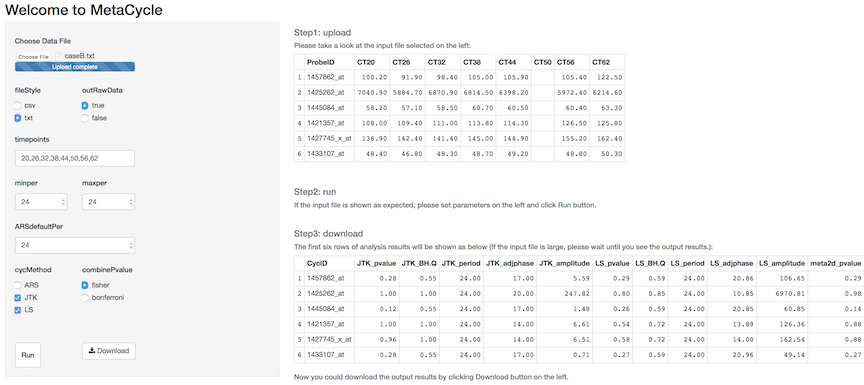 Welcome to MetaCycle
Choose Data File
Choose File caseB.txt
Upload complete
fileStyle outRawData
csv true
txt false
timepoints
20,26,32,38,44,50,56,62
minper maxper
24 24
ARSdefaultPer
24
cycMethod combinePvalue
ARS fisher
JTK bonferroni
LS
Run Download
Step1: upload
Please take a look at the input file selected on the left:
ProbeID CT20 CT26 CT32 CT38 CT44 CT50 CT56 CT62
1 1457862_at 100.20 91.90 98.40 105.00 105.90 105.40 122.50
2 1425262_at 7040.90 5884.70 6870.90 6814.50 6398.20 5972.40 6214.60
3 1445084_at 58.20 57.10 58.50 60.70 60.50 60.40 63.30
4 1421357_at 108.00 109.40 111.00 113.80 114.30 126.50 125.80
5 1427745_x_at 136.90 142.40 141.40 145.00 144.90 155.20 162.40
6 1433107_at 48.40 46.80 48.30 48.70 49.20 48.80 50.30
Step2: run
If the input file is shown as expected, please set parameters on the left and click Run button.
Step3: download
The first six rows of analysis results will be shown as below (If the input file is large, please wait until you see the output results.):
CycID JTK_pvalue JTK_BH.Q JTK_period JTK_adjphase JTK_amplitude LS_pvalue LS_BH.Q LS_period LS_adjphase LS_amplitude meta2d_pvalue
1 1457862_at 0.28 0.55 24.00 17.00 5.59 0.29 0.59 24.00 20.86 106.65 0.29
2 1425262_at 1.00 1.00 24.00 20.00 247.82 0.80 0.85 24.00 10.85 6970.81 0.98
3 1445084_at 0.12 0.55 24.00 17.00 1.48 0.26 0.59 24.00 20.85 60.85 0.14
4 1421357_at 1.00 1.00 24.00 14.00 6.61 0.54 0.72 24.00 13.89 126.36 0.88
5 1427745_x_at 0.96 1.00 24.00 14.00 6.51 0.58 0.72 24.00 14.00 162.54 0.88
6 1433107_at 0.28 0.55 24.00 17.00 0.71 0.27 0.59 24.00 20.96 49.14 0.27
Now you could download the output results by clicking Download button on the left.